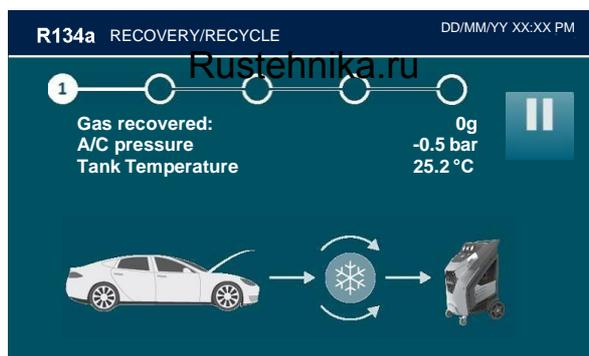 R134a RECOVERY/RECYCLE DD/MM/YY XX:XX PM
Rustehnika.ru
1
Gas recovered: 0g
A/C pressure -0.5 bar
Tank Temperature 25.2 °C